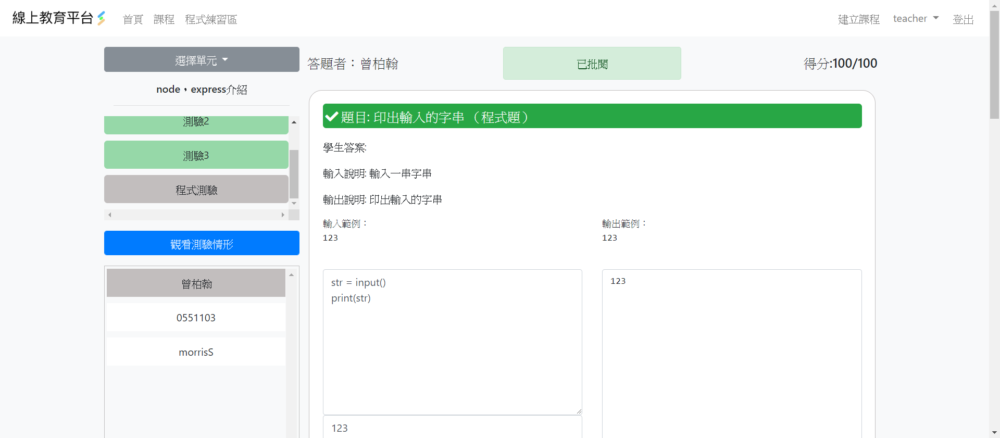 線上教育平台 首頁 課程 程式練習區 建立課程 teacher 登出
選擇單元
node，express介紹
測驗2
測驗3
程式測驗
觀看測驗情形
曾柏翰
0551103
morrisS
答題者：曾柏翰
已批閱
得分:100/100
題目: 印出輸入的字串 （程式題）
學生答案:
輸入說明: 輸入一串字串
輸出說明: 印出輸入的字串
輸入範例：
123
輸出範例：
123
str = input()
print(str)
123
123